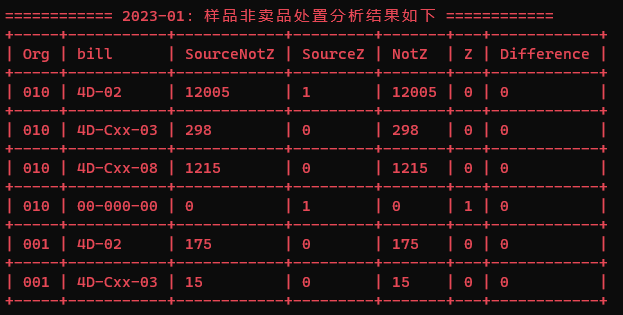 ============ 2023-01: 样品非卖品处置分析结果如下 ============
+-----+----------+------------+---------+-------+---+------------+
| Org | bill     | SourceNotZ | SourceZ | NotZ  | Z | Difference |
+-----+----------+------------+---------+-------+---+------------+
| 010 | 4D-02    | 12005      | 1       | 12005 | 0 | 0          |
+-----+----------+------------+---------+-------+---+------------+
| 010 | 4D-Cxx-03 | 298        | 0       | 298   | 0 | 0          |
+-----+----------+------------+---------+-------+---+------------+
| 010 | 4D-Cxx-08 | 1215       | 0       | 1215  | 0 | 0          |
+-----+----------+------------+---------+-------+---+------------+
| 010 | 00-000-00 | 0          | 1       | 0     | 1 | 0          |
+-----+----------+------------+---------+-------+---+------------+
| 001 | 4D-02    | 175        | 0       | 175   | 0 | 0          |
+-----+----------+------------+---------+-------+---+------------+
| 001 | 4D-Cxx-03 | 15         | 0       | 15    | 0 | 0          |
+-----+----------+------------+---------+-------+---+------------+